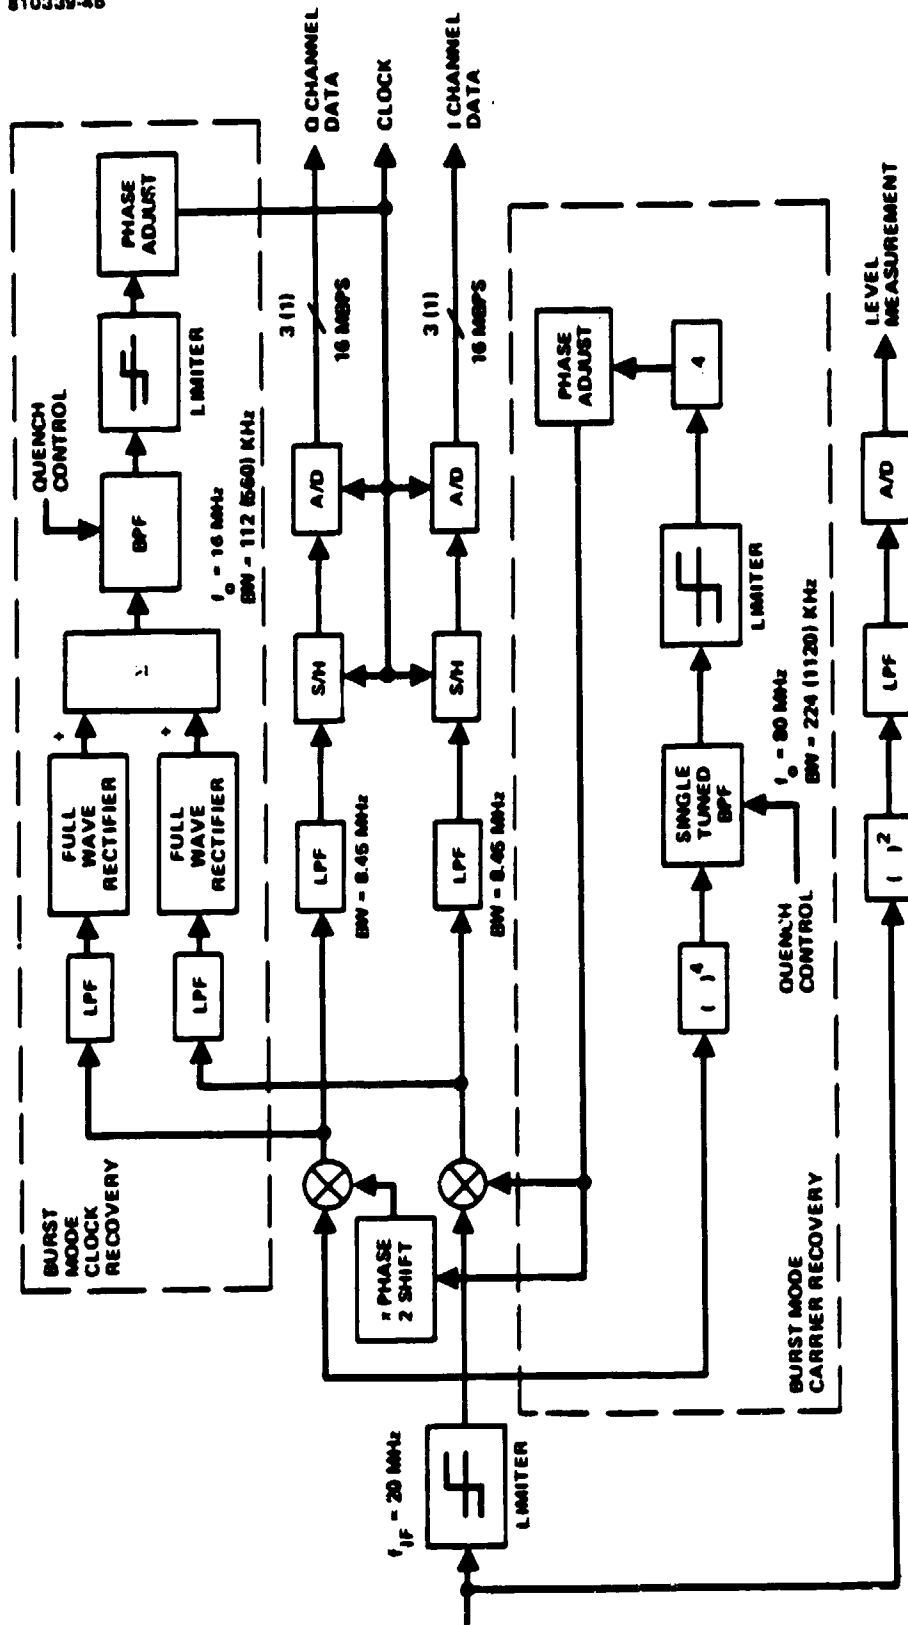 BURST
MODE
CLOCK
RECOVERY
LPF
LPF
FULL
WAVE
RECTIFIER
FULL
WAVE
RECTIFIER
+
+
Σ
QUENCH
CONTROL
BPF
f₀ = 16 MHz
BW = 112 (560) KHz
LIMITER
PHASE
ADJUST
π PHASE
2 SHIFT
LPF
BW = 8.45 MHz
S/H
A/D
3 (1)
16 MBPS
Q CHANNEL
DATA
CLOCK
LPF
BW = 8.45 MHz
S/H
A/D
3 (1)
16 MBPS
I CHANNEL
DATA
f_IF = 20 MHz
LIMITER
PHASE
ADJUST
4
LIMITER
SINGLE
TUNED
BPF
f₀ = 80 MHz
BW = 224 (1120) KHz
( )⁴
QUENCH
CONTROL
BURST MODE
CARRIER RECOVERY
( )²
LPF
A/D
LEVEL
MEASUREMENT